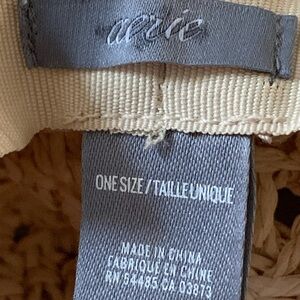 aerie
ONE SIZE/TAILLE UNIQUE
MADE IN CHINA
FABRIQUÉ EN CHINE
RN 54485 CA 03873